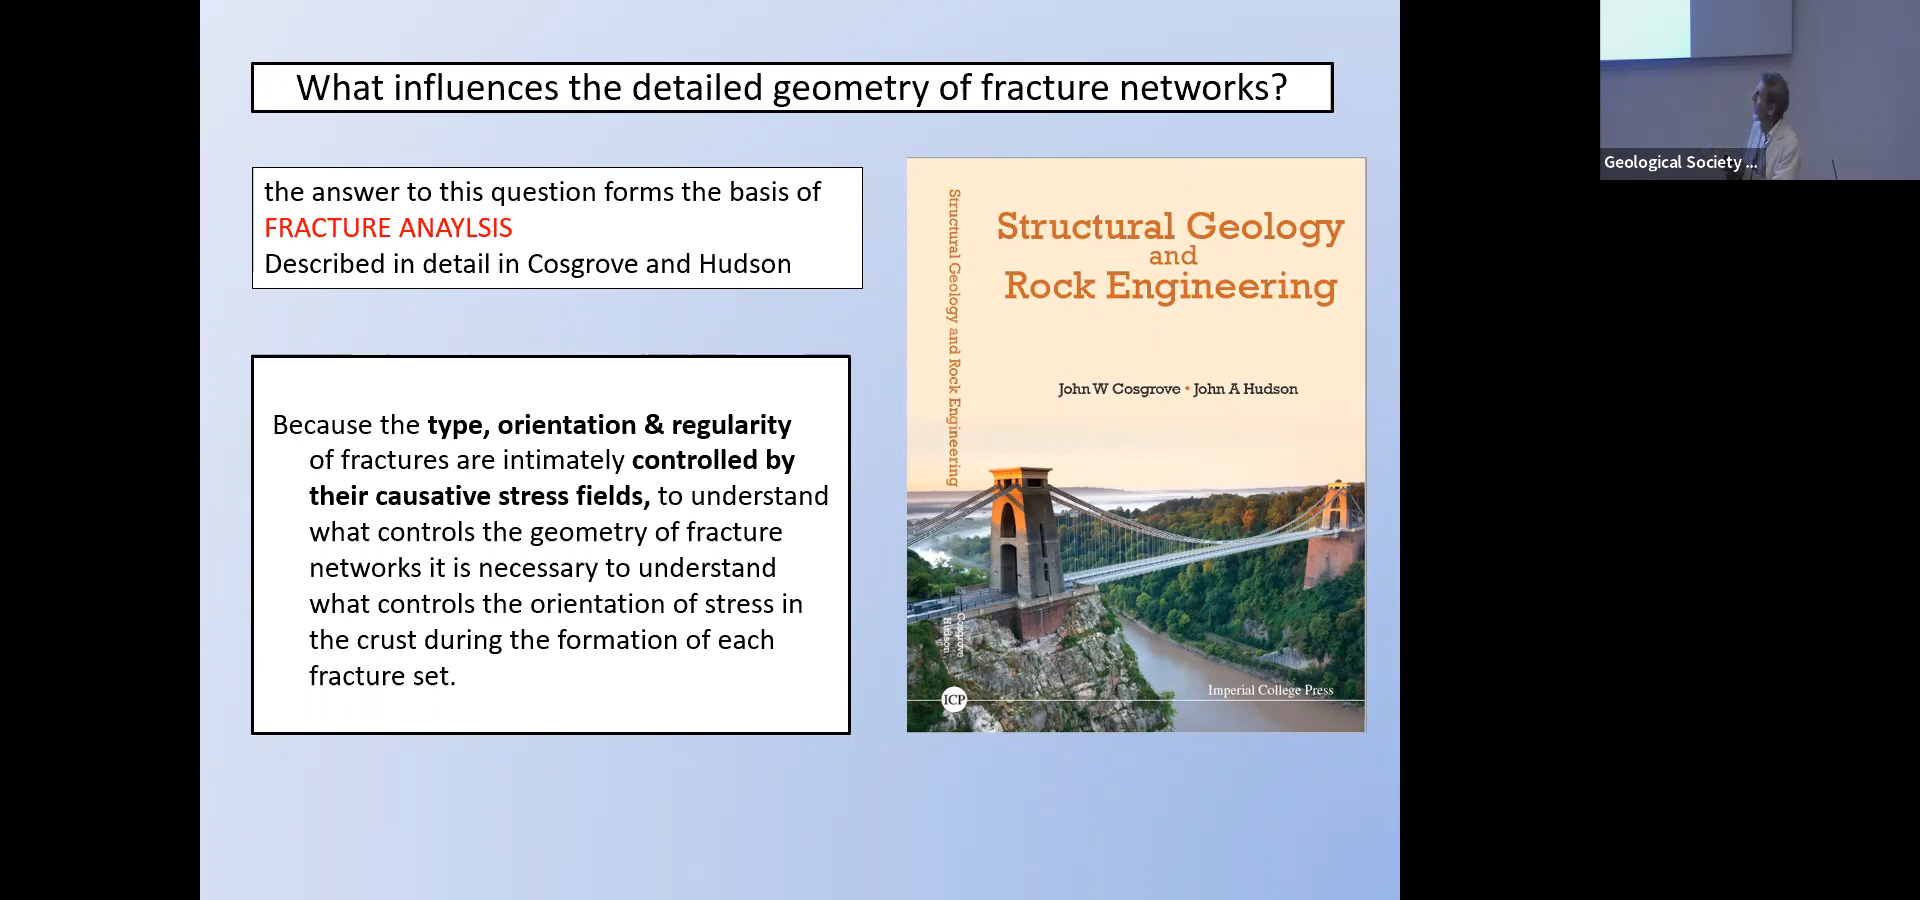 What influences the detailed geometry of fracture networks?
the answer to this question forms the basis of
FRACTURE ANAYLSIS
Described in detail in Cosgrove and Hudson
Because the type, orientation & regularity
of fractures are intimately controlled by
their causative stress fields, to understand
what controls the geometry of fracture
networks it is necessary to understand
what controls the orientation of stress in
the crust during the formation of each
fracture set.
Structural Geology and Rock Engineering
Cosgrove
Hudson
ICP
Structural Geology
and
Rock Engineering
John W Cosgrove • John A Hudson
Imperial College Press
Geological Society ...